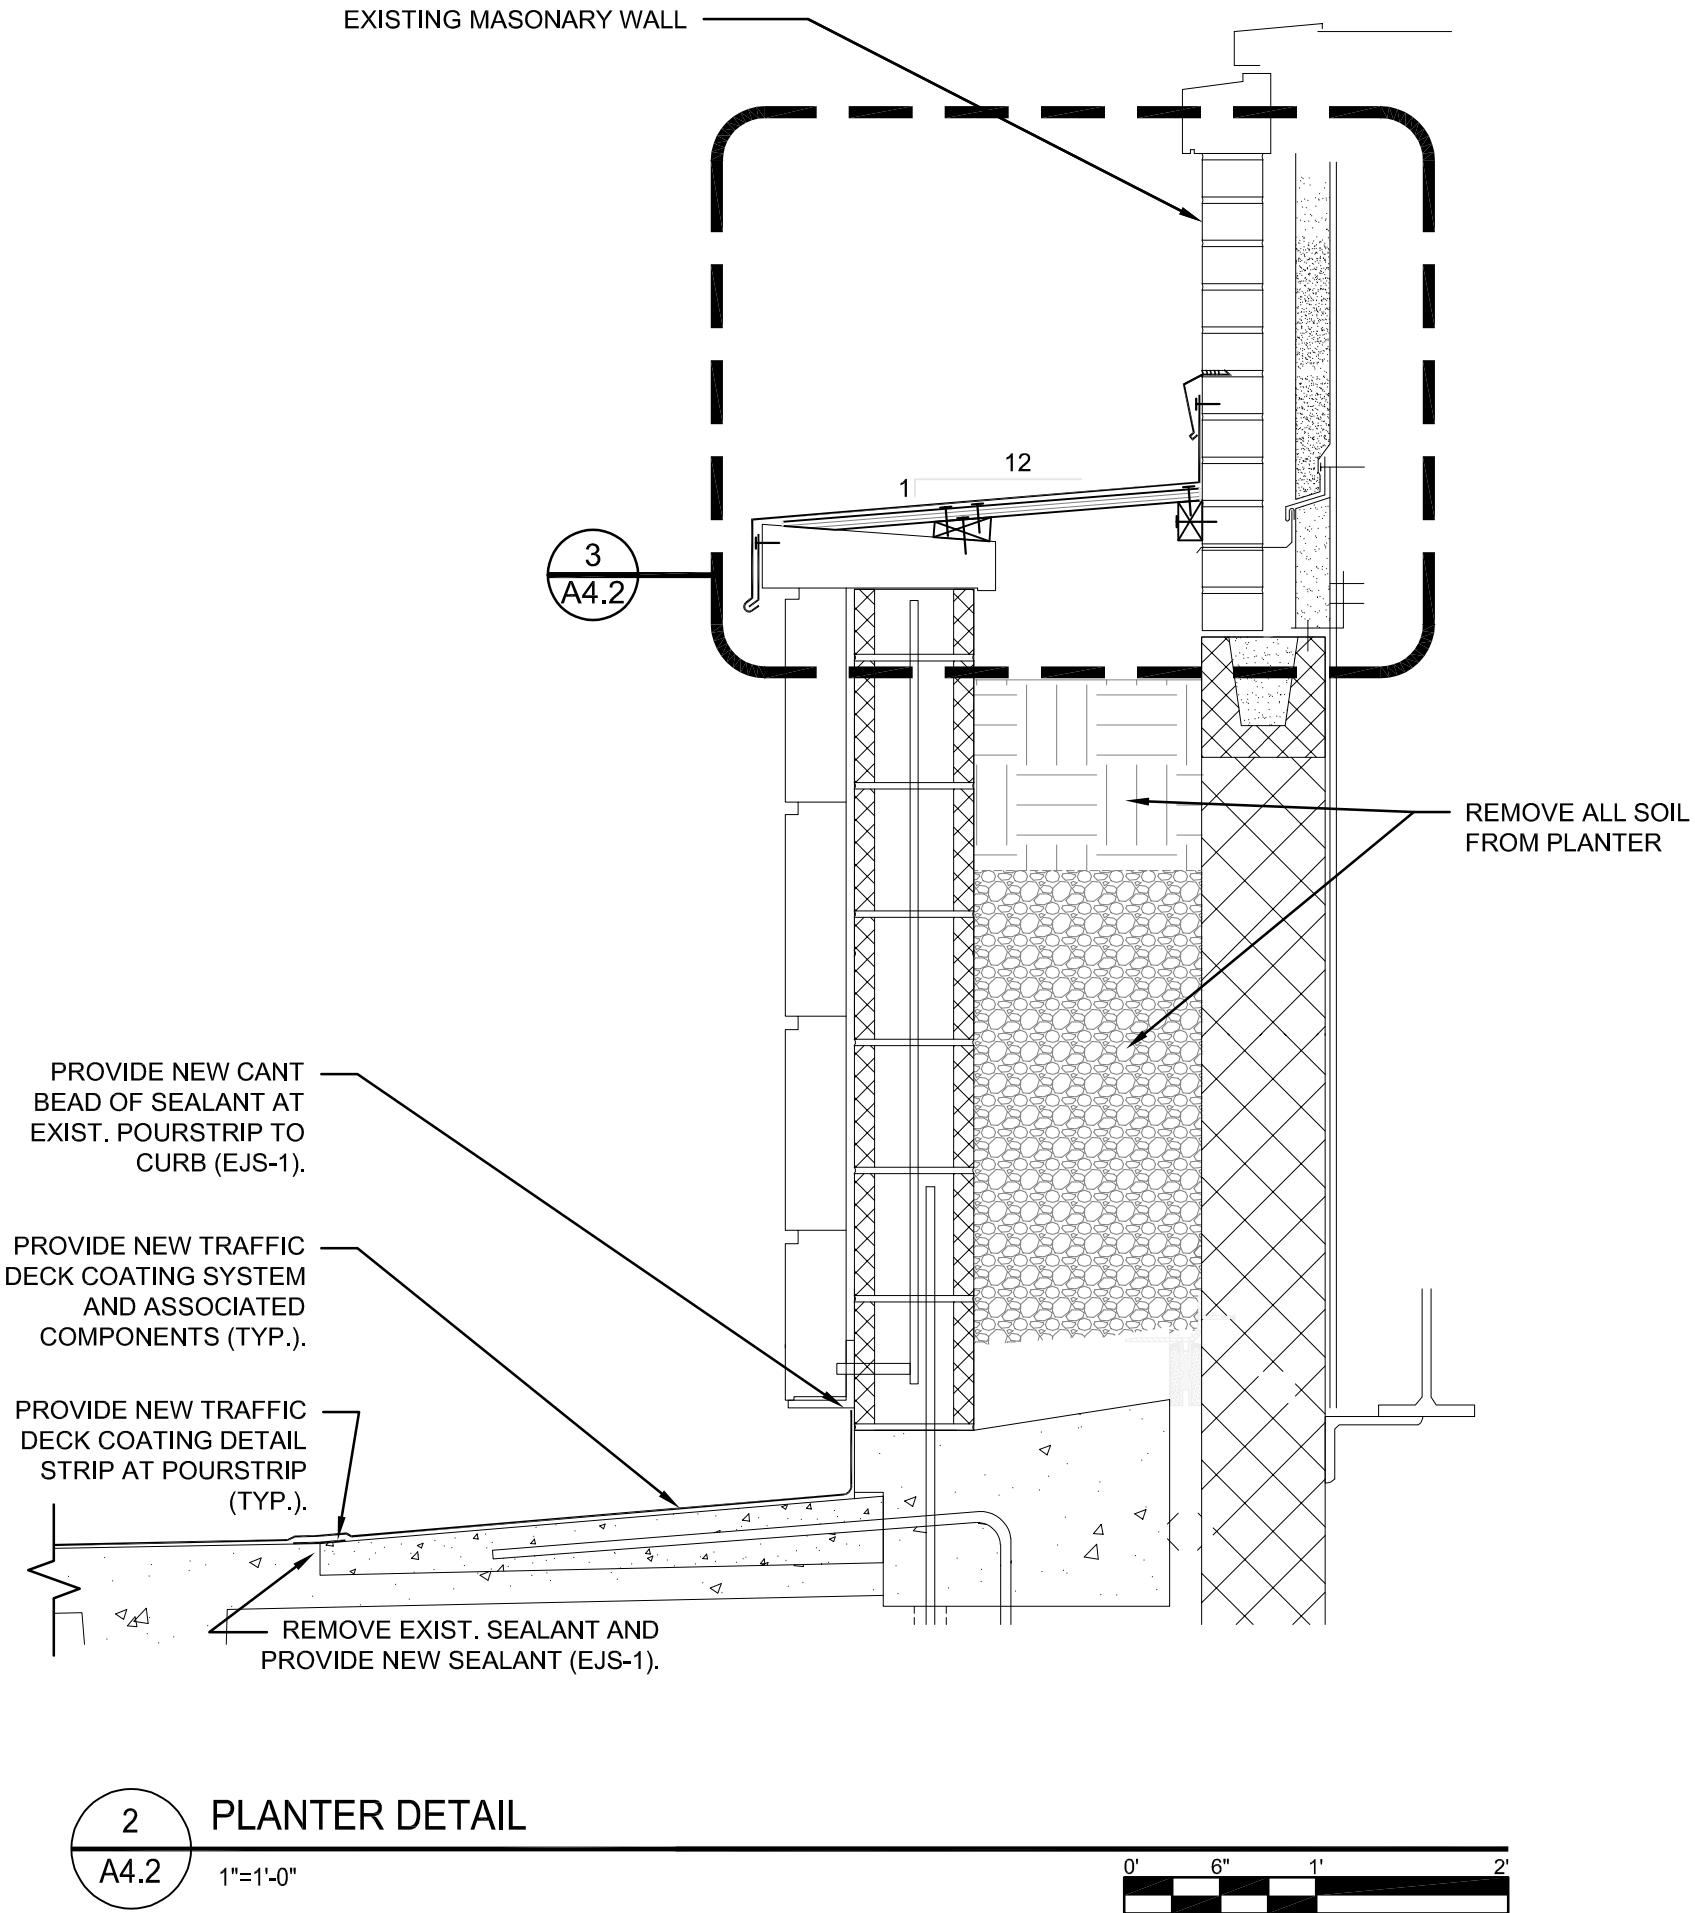 EXISTING MASONARY WALL
12
1
3
A4.2
REMOVE ALL SOIL
FROM PLANTER
PROVIDE NEW CANT
BEAD OF SEALANT AT
EXIST. POURSTRIP TO
CURB (EJS-1).
PROVIDE NEW TRAFFIC
DECK COATING SYSTEM
AND ASSOCIATED
COMPONENTS (TYP.).
PROVIDE NEW TRAFFIC
DECK COATING DETAIL
STRIP AT POURSTRIP
(TYP.).
REMOVE EXIST. SEALANT AND
PROVIDE NEW SEALANT (EJS-1).
2
A4.2
PLANTER DETAIL
1"=1'-0"
0' 6" 1' 2'